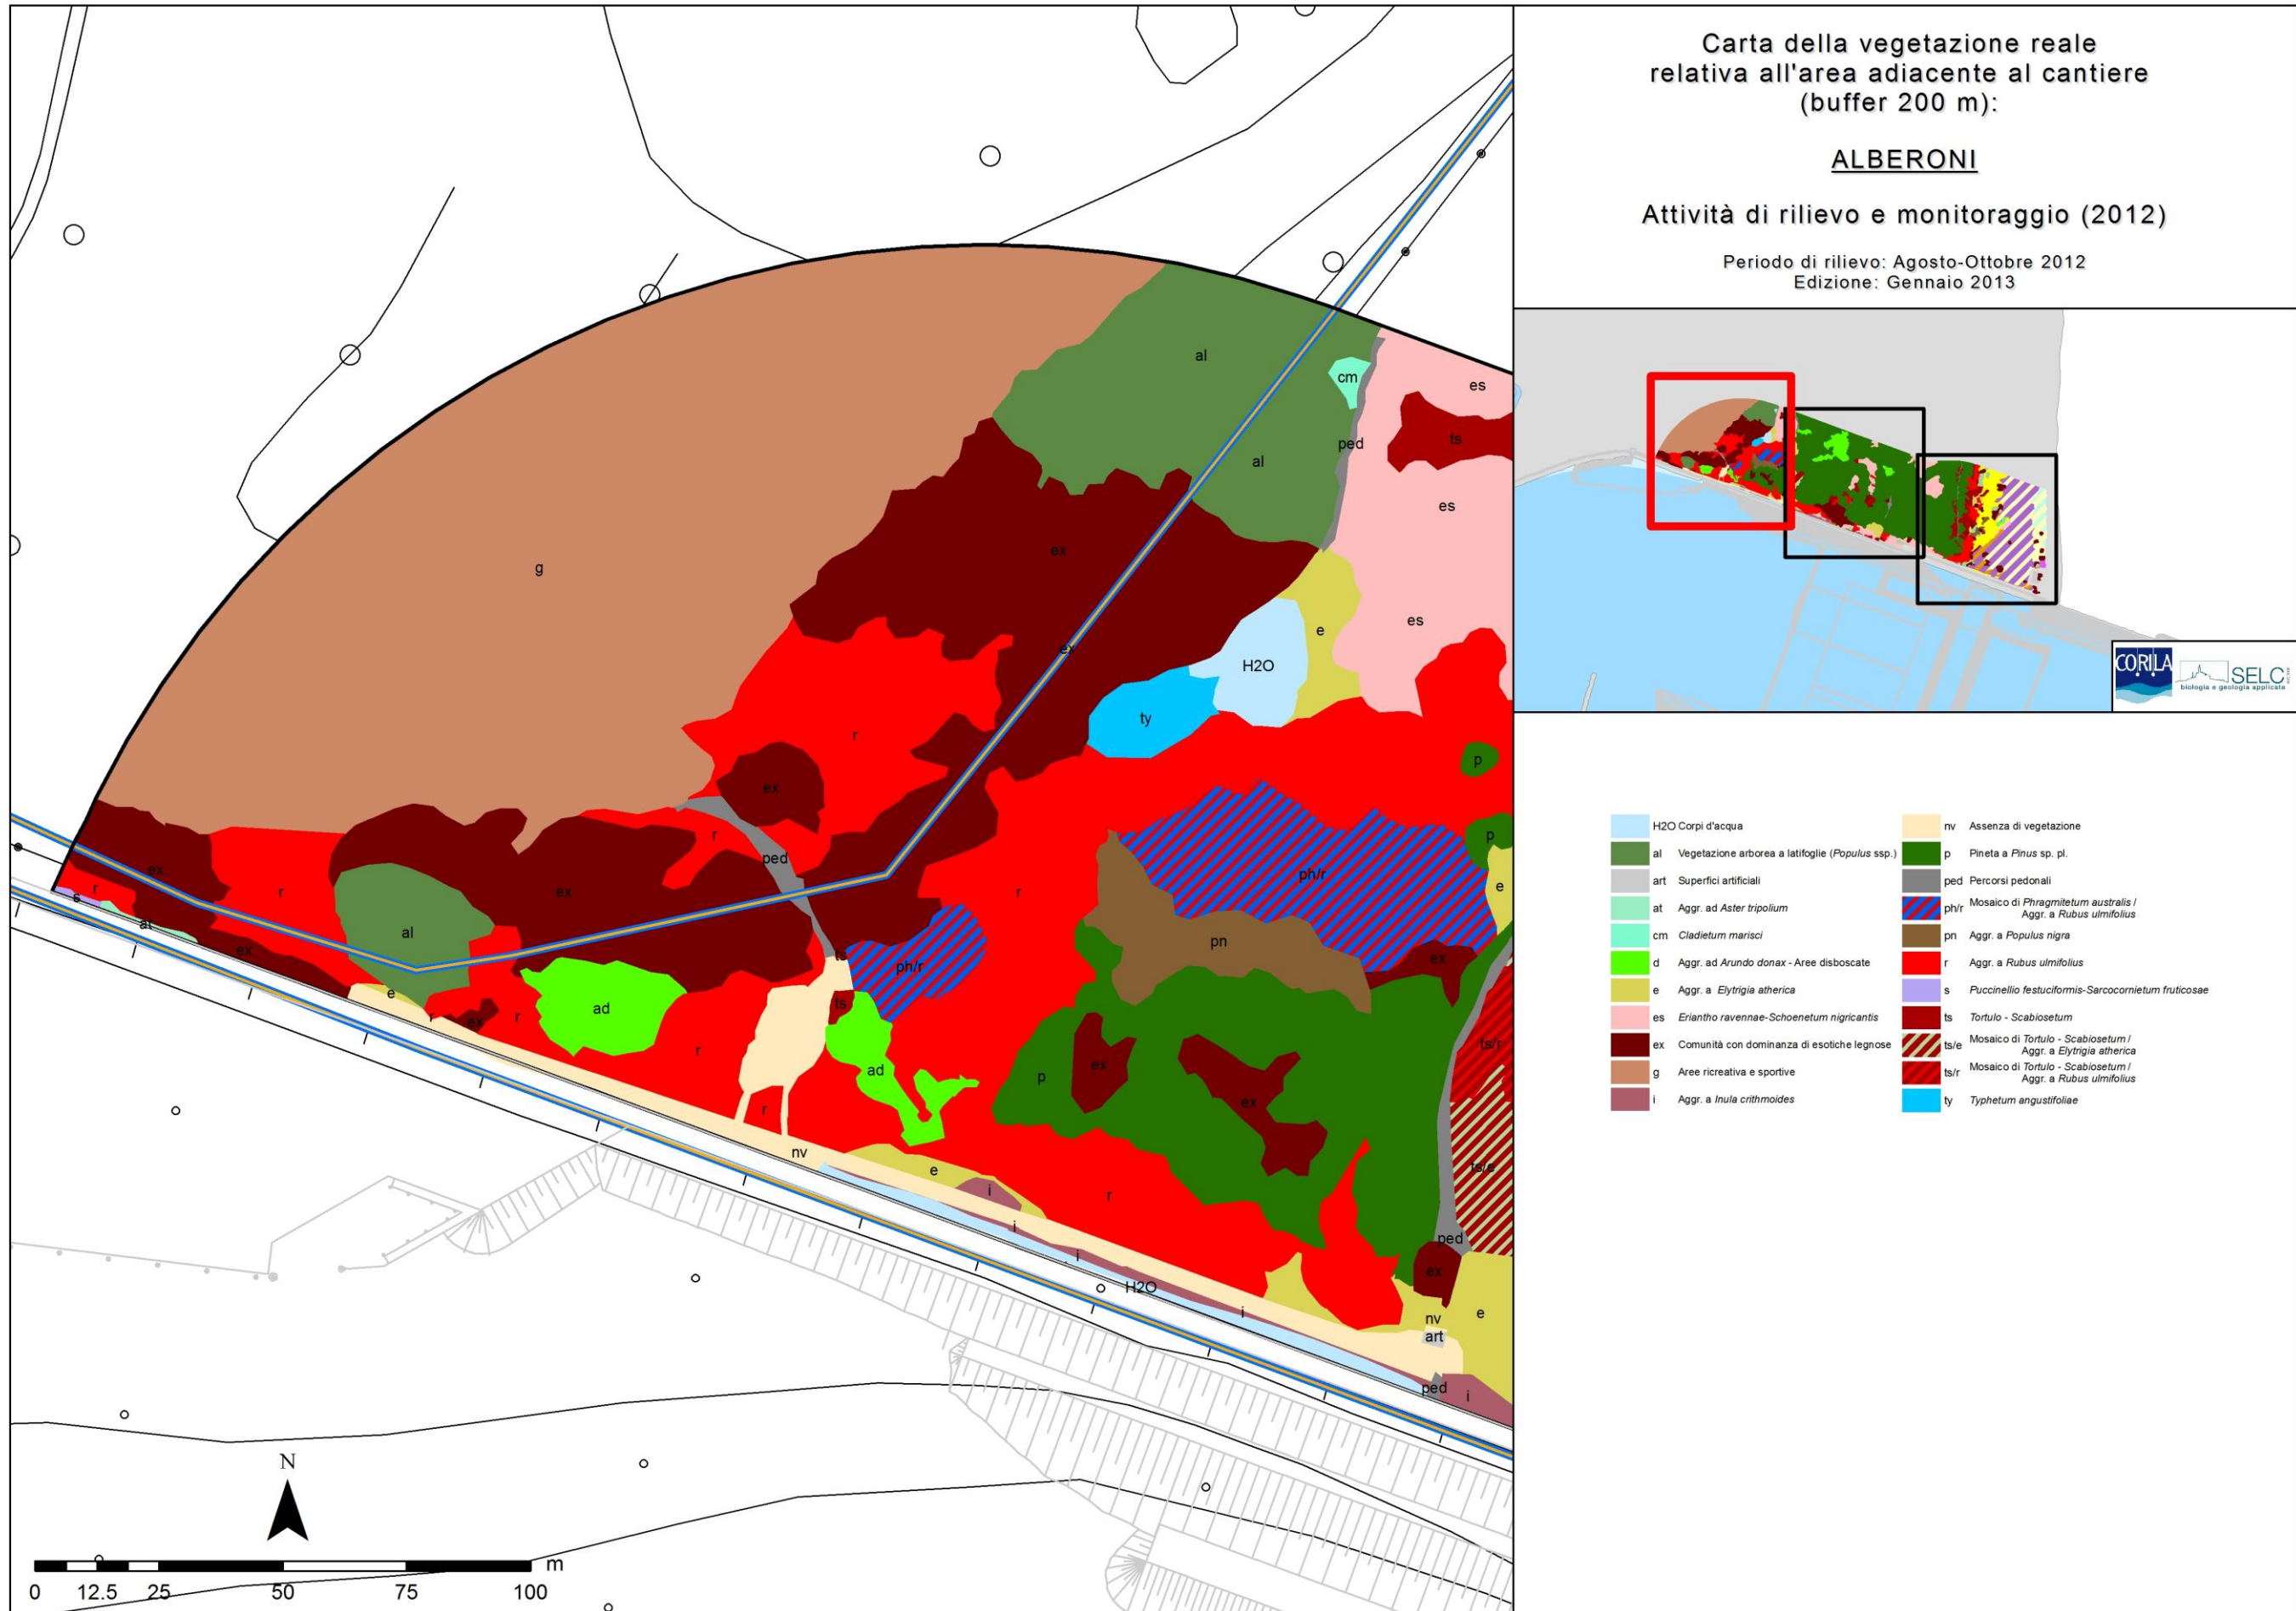 Carta della vegetazione reale
relativa all'area adiacente al cantiere
(buffer 200 m):
ALBERONI
Attività di rilievo e monitoraggio (2012)
Periodo di rilievo: Agosto-Ottobre 2012
Edizione: Gennaio 2013
al
cm
es
ped
ts
al
es
ex
g
es
e
ex
H2O
ty
r
p
ex
r
ped
p
ex
r
r
ex
r
ph/r
e
s
at
al
ex
pn
ts
ph/r
ex
e
ad
ts
r
ex
r
r
ts/r
ad
p
ex
ex
r
ts/e
nv
e
i
r
i
i
ped
ex
H2O
i
nv
e
art
ped
i
N
m
0 12.5 25 50 75 100
CORILA
SELC
biologia e geologia applicate
H2O Corpi d'acqua
al Vegetazione arborea a latifoglie (Populus ssp.)
art Superfici artificiali
at Aggr. ad Aster tripolium
cm Cladietum marisci
d Aggr. ad Arundo donax - Aree disboscate
e Aggr. a Elytrigia atherica
es Eriantho ravennae-Schoenetum nigricantis
ex Comunità con dominanza di esotiche legnose
g Aree ricreativa e sportive
i Aggr. a Inula crithmoides
nv Assenza di vegetazione
p Pineta a Pinus sp. pl.
ped Percorsi pedonali
ph/r Mosaico di Phragmitetum australis /
Aggr. a Rubus ulmifolius
pn Aggr. a Populus nigra
r Aggr. a Rubus ulmifolius
s Puccinellio festuciformis-Sarcocornietum fruticosae
ts Tortulo - Scabiosetum
ts/e Mosaico di Tortulo - Scabiosetum /
Aggr. a Elytrigia atherica
ts/r Mosaico di Tortulo - Scabiosetum /
Aggr. a Rubus ulmifolius
ty Typhetum angustifoliae